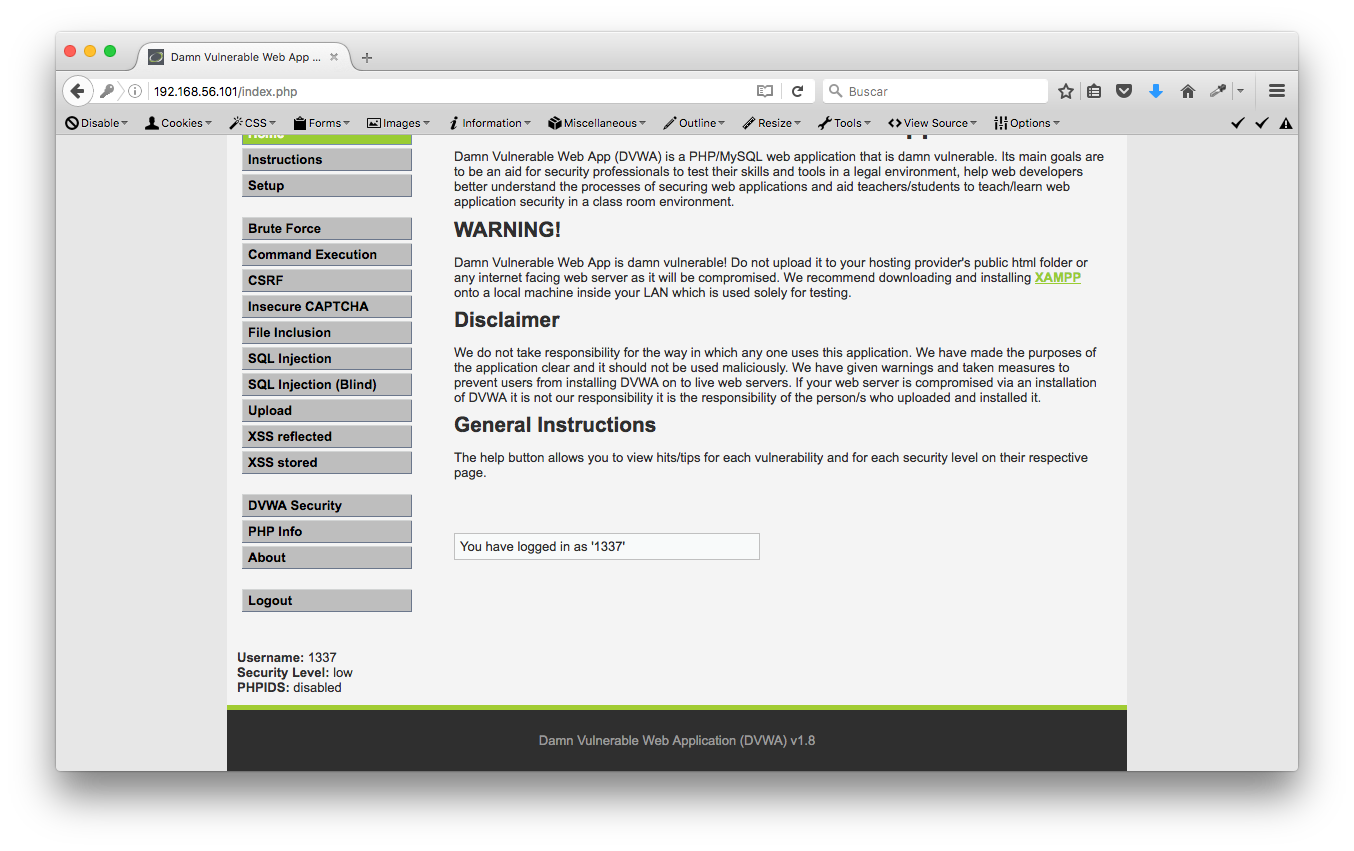 Damn Vulnerable Web App ...
192.168.56.101/index.php
Buscar
Disable
Cookies
CSS
Forms
Images
Information
Miscellaneous
Outline
Resize
Tools
View Source
Options
Home
Instructions
Setup
Brute Force
Command Execution
CSRF
Insecure CAPTCHA
File Inclusion
SQL Injection
SQL Injection (Blind)
Upload
XSS reflected
XSS stored
DVWA Security
PHP Info
About
Logout
Username: 1337
Security Level: low
PHPIDS: disabled
Damn Vulnerable Web App (DVWA) is a PHP/MySQL web application that is damn vulnerable. Its main goals are
to be an aid for security professionals to test their skills and tools in a legal environment, help web developers
better understand the processes of securing web applications and aid teachers/students to teach/learn web
application security in a class room environment.
WARNING!
Damn Vulnerable Web App is damn vulnerable! Do not upload it to your hosting provider's public html folder or
any internet facing web server as it will be compromised. We recommend downloading and installing XAMPP
onto a local machine inside your LAN which is used solely for testing.
Disclaimer
We do not take responsibility for the way in which any one uses this application. We have made the purposes of
the application clear and it should not be used maliciously. We have given warnings and taken measures to
prevent users from installing DVWA on to live web servers. If your web server is compromised via an installation
of DVWA it is not our responsibility it is the responsibility of the person/s who uploaded and installed it.
General Instructions
The help button allows you to view hits/tips for each vulnerability and for each security level on their respective
page.
You have logged in as '1337'
Damn Vulnerable Web Application (DVWA) v1.8